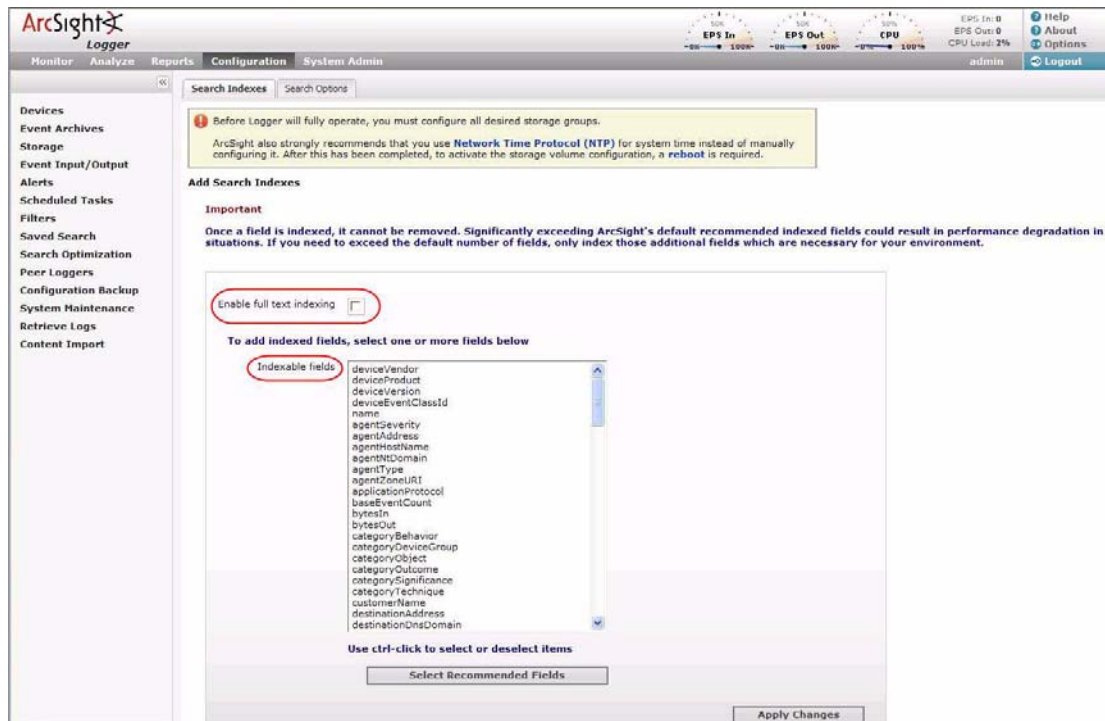 ArcSight
Logger
50%
EPS In
0% 100%
50%
EPS Out
0% 100%
50%
CPU
0% 100%
EPS In: 0
EPS Out: 0
CPU Load: 2%
Help
About
Options
Monitor Analyze Reports Configuration System Admin admin Logout
Search Indexes Search Options
Devices
Event Archives
Storage
Event Input/Output
Alerts
Scheduled Tasks
Filters
Saved Search
Search Optimization
Peer Loggers
Configuration Backup
System Maintenance
Retrieve Logs
Content Import
Before Logger will fully operate, you must configure all desired storage groups.
ArcSight also strongly recommends that you use Network Time Protocol (NTP) for system time instead of manually
configuring it. After this has been completed, to activate the storage volume configuration, a reboot is required.
Add Search Indexes
Important
Once a field is indexed, it cannot be removed. Significantly exceeding ArcSight's default recommended indexed fields could result in performance degradation in
situations. If you need to exceed the default number of fields, only index those additional fields which are necessary for your environment.
Enable full text indexing
To add indexed fields, select one or more fields below
Indexable fields
deviceVendor
deviceProduct
deviceVersion
deviceEventClassId
name
agentSeverity
agentAddress
agentHostName
agentNtDomain
agentType
agentZoneURI
applicationProtocol
baseEventCount
bytesIn
bytesOut
categoryBehavior
categoryDeviceGroup
categoryObject
categoryOutcome
categorySignificance
categoryTechnique
customerName
destinationAddress
destinationDnsDomain
Use ctrl-click to select or deselect items
Select Recommended Fields
Apply Changes